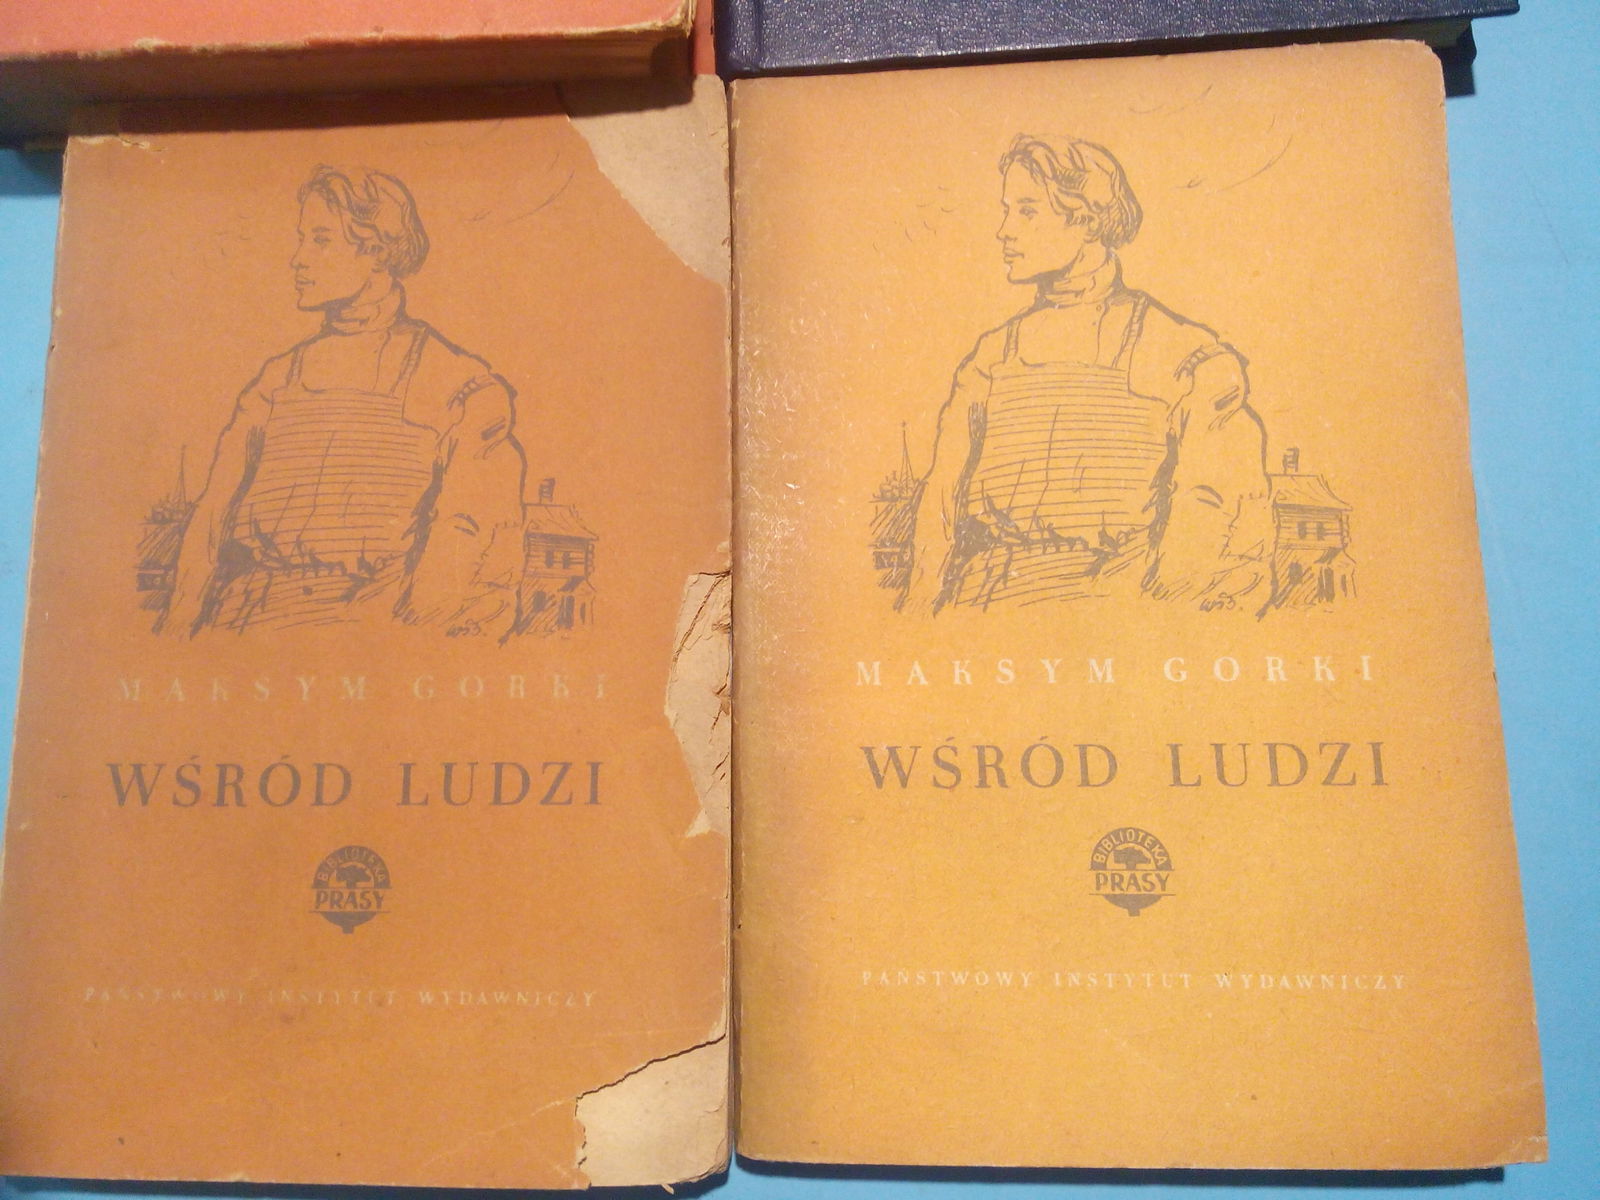 MAKSYM GORKI
WŚRÓD LUDZI
BIBLIOTEKA
PRASY
PAŃSTWOWY INSTYTUT WYDAWNICZY
MAKSYM GORKI
WŚRÓD LUDZI
BIBLIOTEKA
PRASY
PAŃSTWOWY INSTYTUT WYDAWNICZY